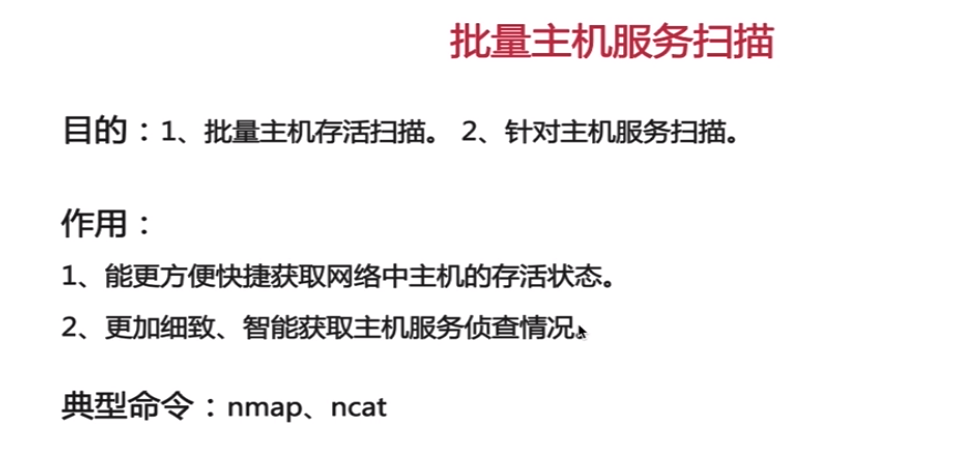 批量主机服务扫描
目的：1、批量主机存活扫描。 2、针对主机服务扫描。
作用：
1、能更方便快捷获取网络中主机的存活状态。
2、更加细致、智能获取主机服务侦查情况。
典型命令：nmap、ncat